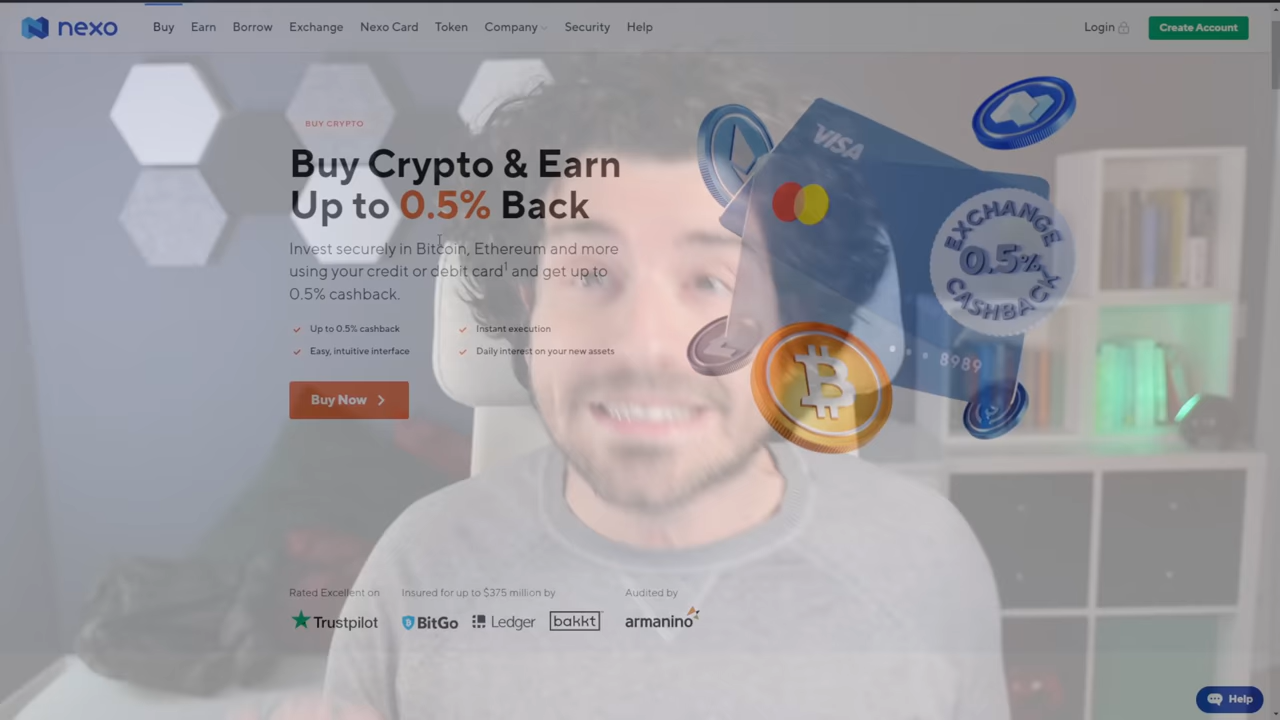 nexo
Buy
Earn
Borrow
Exchange
Nexo Card
Token
Company
Security
Help
Login
Create Account
BUY CRYPTO
Buy Crypto & Earn
Up to 0.5% Back
Invest securely in Bitcoin, Ethereum and more
using your credit or debit card1 and get up to
0.5% cashback.
Up to 0.5% cashback
Instant execution
Easy, intuitive interface
Daily interest on your new assets
Buy Now
VISA
EXCHANGE
0.5%
CASHBACK
8989
Rated Excellent on
Insured for up to $375 million by
Audited by
Trustpilot
BitGo
Ledger
bakkt
armanino
Help